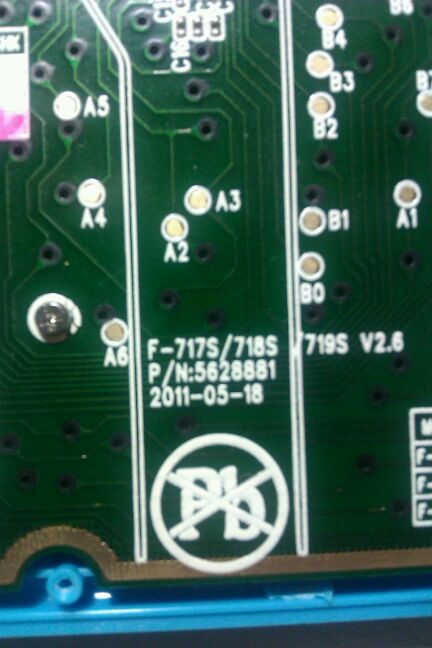 B4
B3
B2
A5
A4
A3
A1
A2
B1
B0
A6
F-717S/718S /719S V2.6
P/N:5628881
2011-05-18
Pb
M
F-
F-
F-